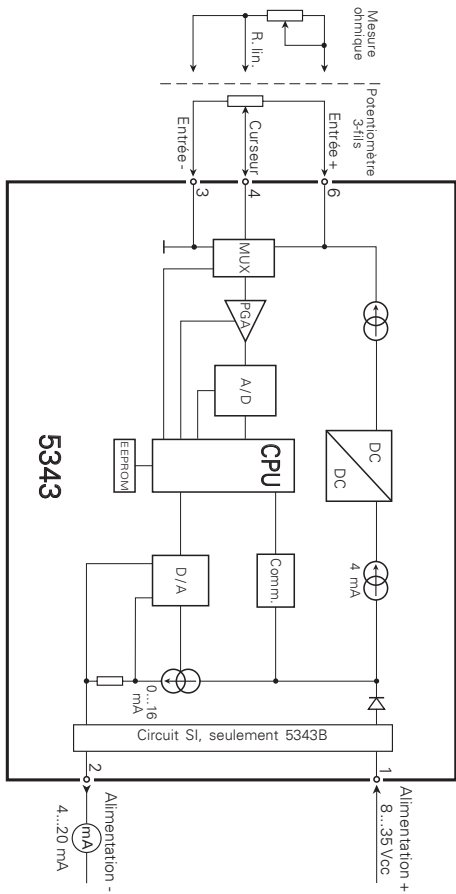 Mesure
ohmique
R. lin.
Potentiomètre
3-fils
Entrée+
Curseur
Entrée-
6
4
3
MUX
PGA
A/D
CPU
EEPROM
DC
DC
4 mA
Comm.
D/A
0...16
mA
5343
Circuit SI, seulement 5343B
1
2
Alimentation +
8...35 Vcc
Alimentation -
mA
4...20 mA